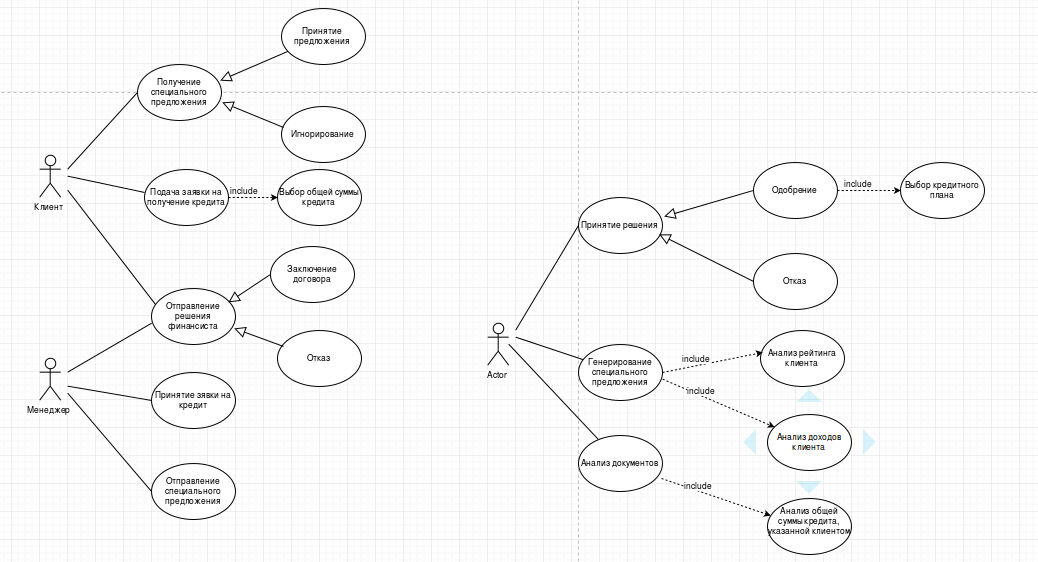 Принятие
предложения
Получение
специального
предложения
Игнорирование
Клиент
Подача заявки на
получение кредита
include
Выбор общей суммы
кредита
Заключение
договора
Отправление
решения
финансиста
Отказ
Менеджер
Принятие зявки на
кредит
Отправление
специального
предложения
Одобрение
include
Выбор кредитного
плана
Принятие решения
Отказ
Actor
Генерирование
специального
предложения
include
Анализ рейтинга
клиента
include
Анализ доходов
клиента
Анализ документов
include
Анализ общей
суммы кредита,
указанной клиентом